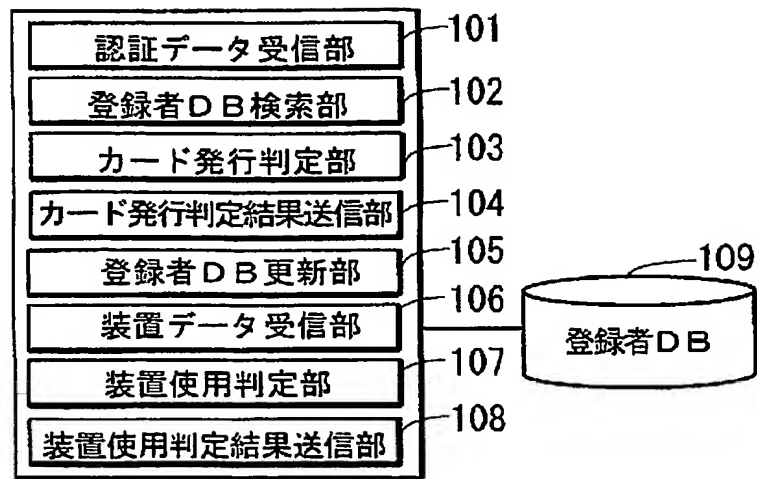 認証データ受信部 101
登録者DB検索部 102
カード発行判定部 103
カード発行判定結果送信部 104
登録者DB更新部 105
装置データ受信部 106
装置使用判定部 107
装置使用判定結果送信部 108
109
登録者DB